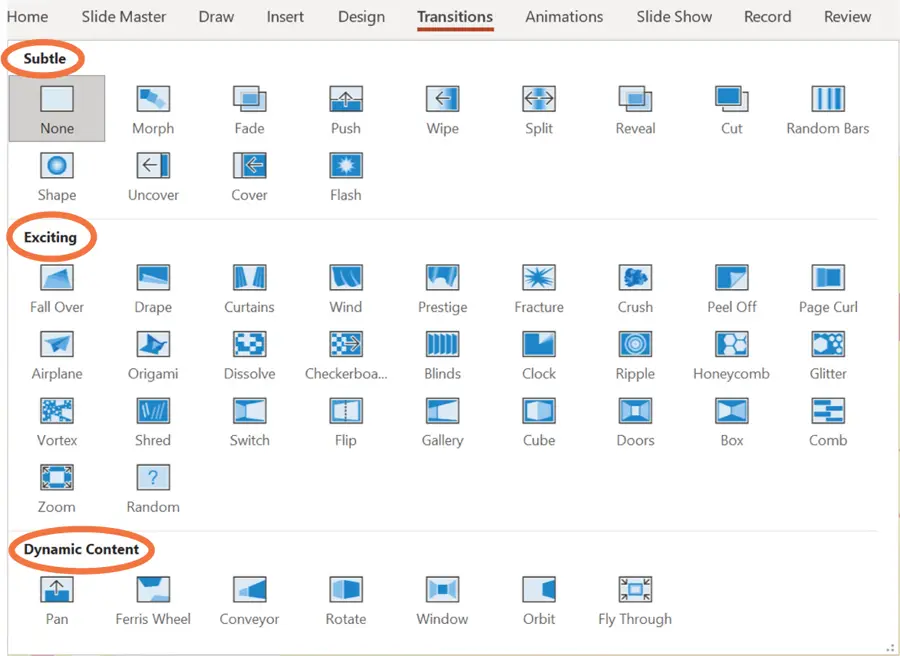 Home Slide Master Draw Insert Design Transitions Animations Slide Show Record Review
Subtle
None Morph Fade Push Wipe Split Reveal Cut Random Bars
Shape Uncover Cover Flash
Exciting
Fall Over Drape Curtains Wind Prestige Fracture Crush Peel Off Page Curl
Airplane Origami Dissolve Checkerboa... Blinds Clock Ripple Honeycomb Glitter
Vortex Shred Switch Flip Gallery Cube Doors Box Comb
?
Zoom Random
Dynamic Content
Pan Ferris Wheel Conveyor Rotate Window Orbit Fly Through